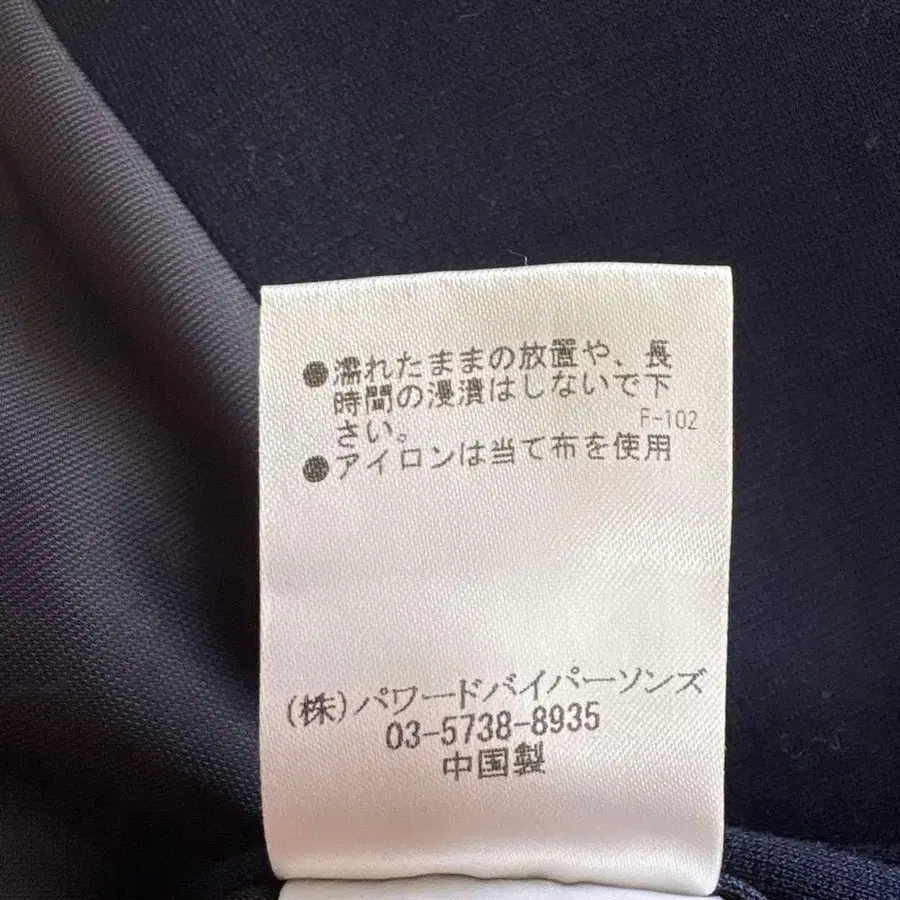 ●濡れたままの放置や、長
時間の浸漬はしないで下
さい。
F-102
●アイロンは当て布を使用
(株)パワードバイパーソンズ
03-5738-8935
中国製